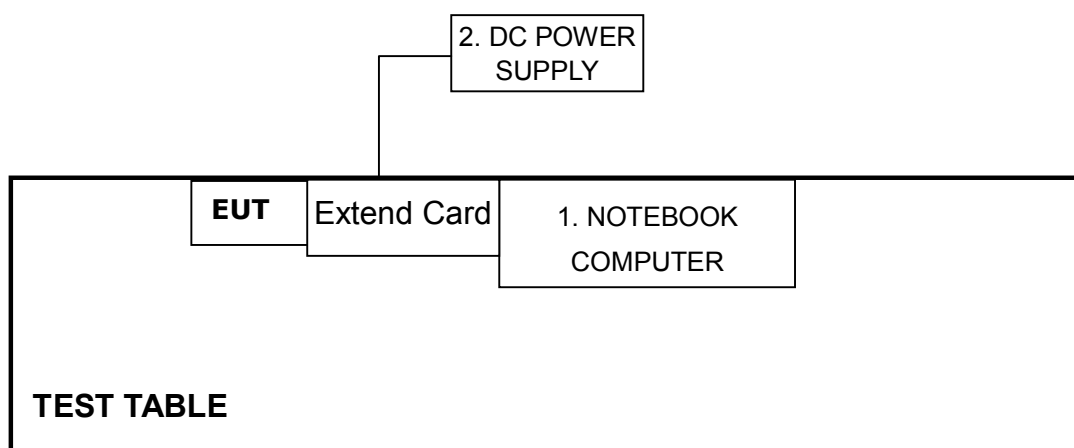 2. DC POWER
SUPPLY
EUT
Extend Card
1. NOTEBOOK
COMPUTER
TEST TABLE